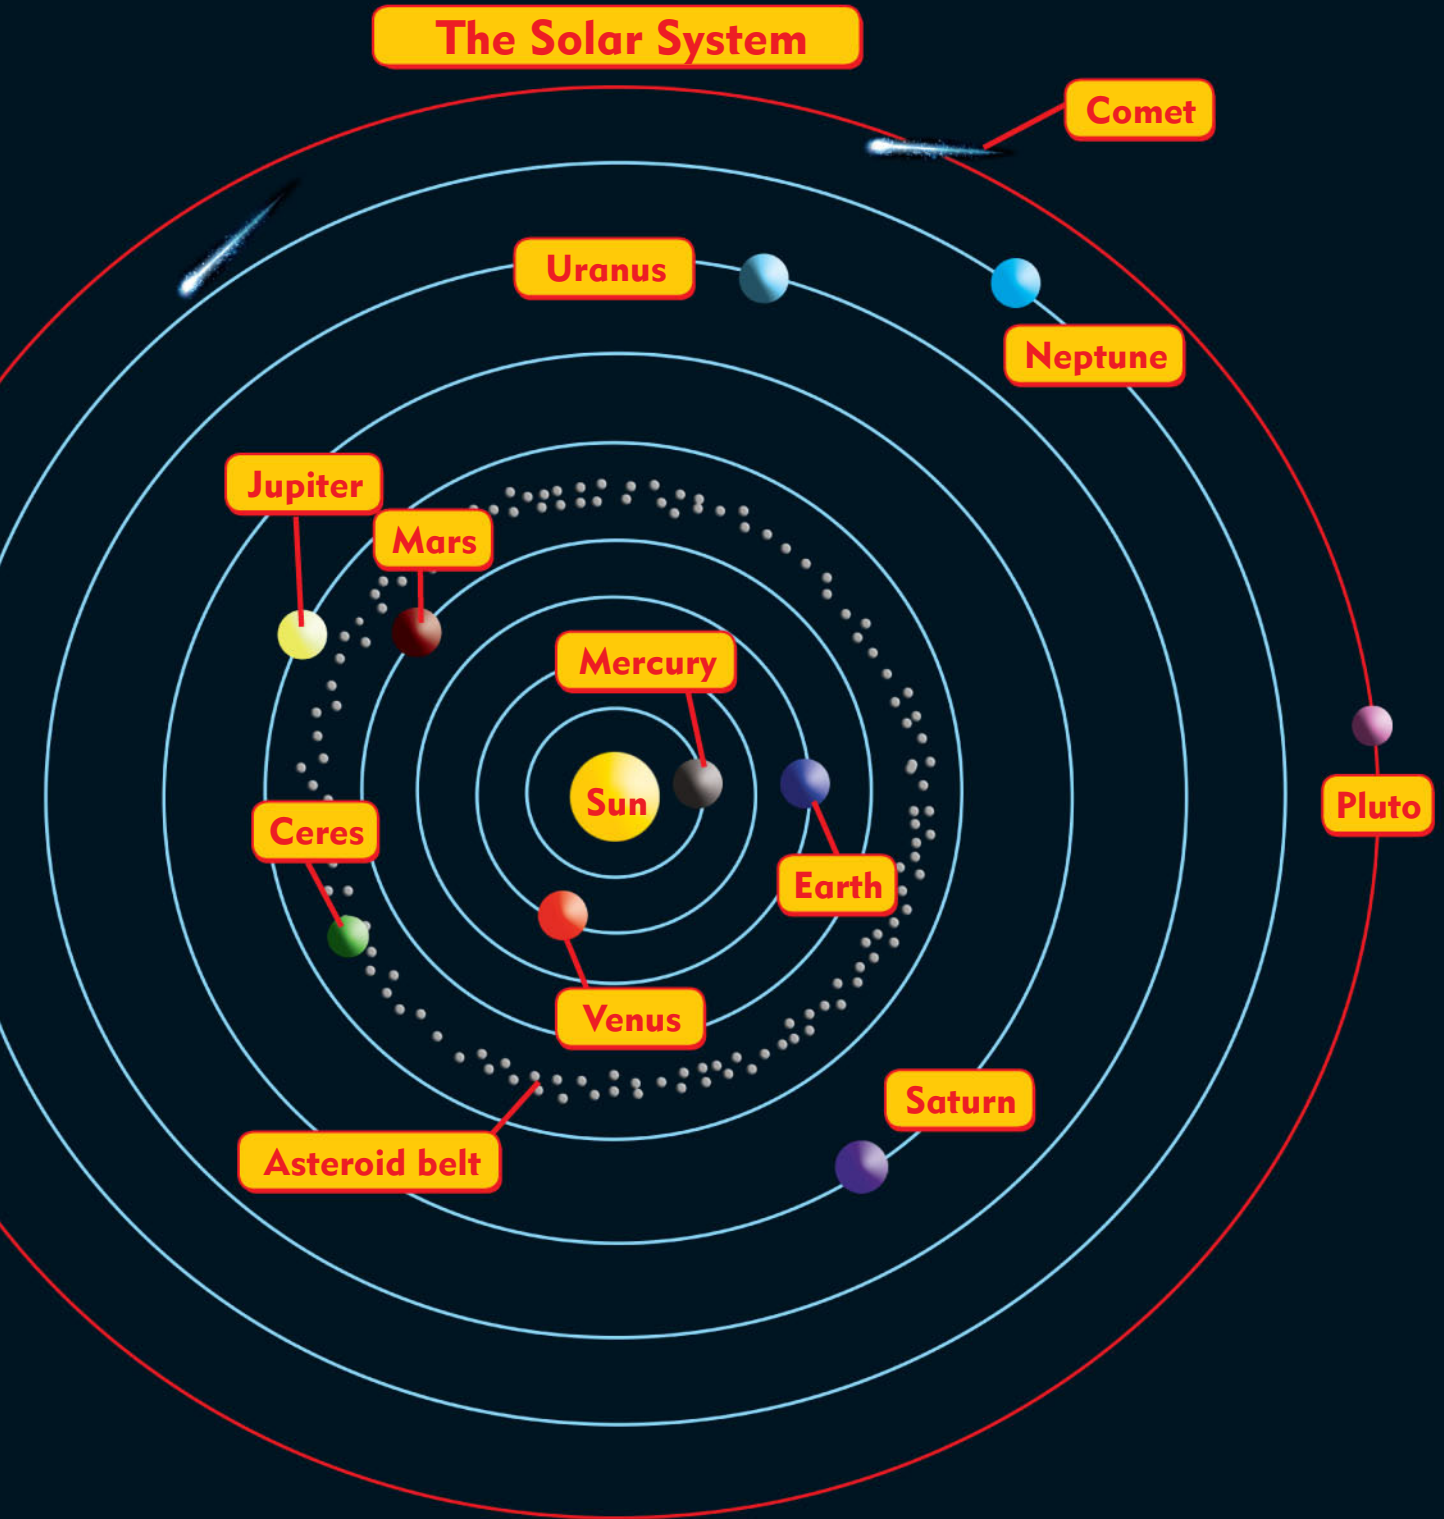 The Solar System
Comet
Uranus
Neptune
Jupiter
Mars
Mercury
Sun
Pluto
Ceres
Earth
Venus
Saturn
Asteroid belt